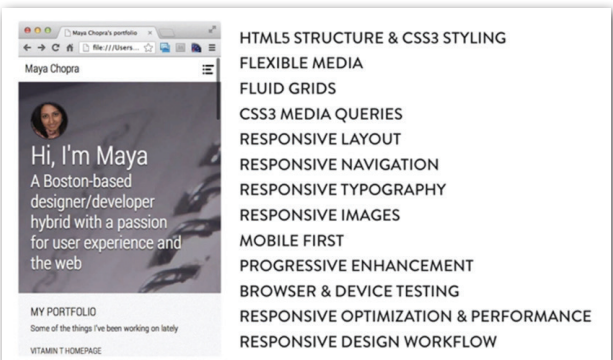 Maya Chopra's portfolio
file:///Users...
Maya Chopra
Hi, I'm Maya
A Boston-based
designer/developer
hybrid with a passion
for user experience and
the web
MY PORTFOLIO
Some of the things I've been working on lately
VITAMIN T HOMEPAGE
HTML5 STRUCTURE & CSS3 STYLING
FLEXIBLE MEDIA
FLUID GRIDS
CSS3 MEDIA QUERIES
RESPONSIVE LAYOUT
RESPONSIVE NAVIGATION
RESPONSIVE TYPOGRAPHY
RESPONSIVE IMAGES
MOBILE FIRST
PROGRESSIVE ENHANCEMENT
BROWSER & DEVICE TESTING
RESPONSIVE OPTIMIZATION & PERFORMANCE
RESPONSIVE DESIGN WORKFLOW